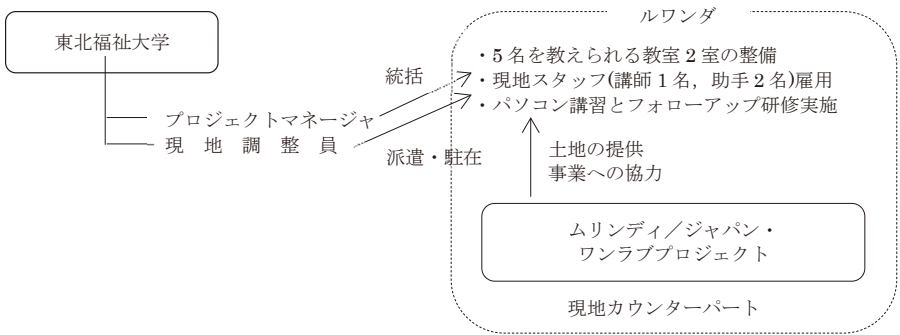 ルワンダ
東北福祉大学
・5名を教えられる教室2室の整備
・現地スタッフ(講師1名，助手2名)雇用
・パソコン講習とフォローアップ研修実施
統括
プロジェクトマネージャ
現 地 調 整 員
派遣・駐在
土地の提供
事業への協力
ムリンディ／ジャパン・
ワンラブプロジェクト
現地カウンターパート